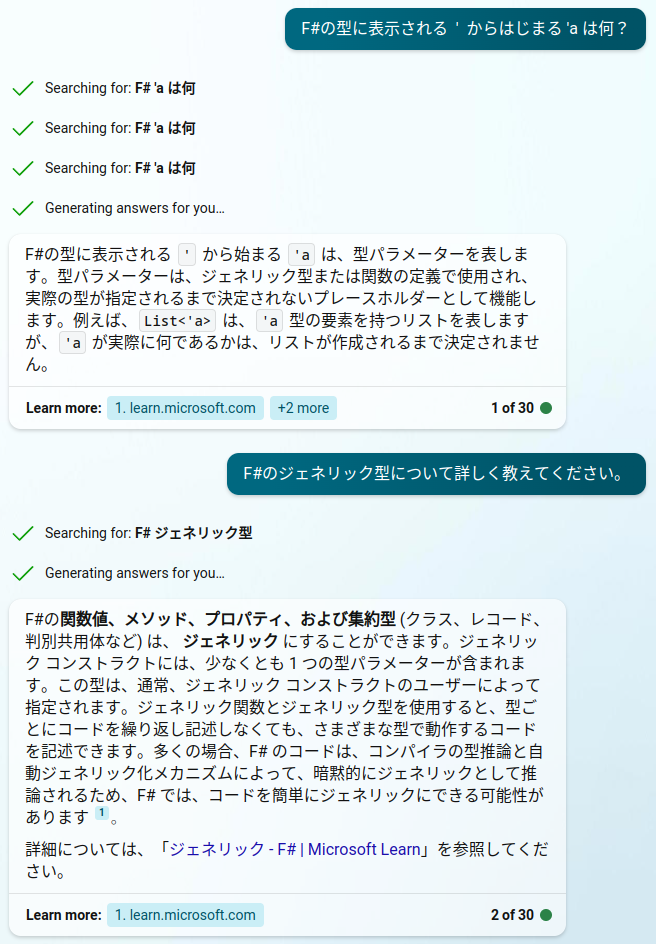 F#の型に表示される ' からはじまる 'a は何？
Searching for: F# 'a は何
Searching for: F# 'a は何
Searching for: F# 'a は何
Generating answers for you…
F#の型に表示される ' から始まる 'a は、型パラメーターを表しま
す。型パラメーターは、ジェネリック型または関数の定義で使用され、
実際の型が指定されるまで決定されないプレースホルダーとして機能し
ます。例えば、 List<'a> は、 'a 型の要素を持つリストを表します
が、 'a が実際に何であるかは、リストが作成されるまで決定されませ
ん。
Learn more: 1. learn.microsoft.com +2 more 1 of 30
F#のジェネリック型について詳しく教えてください。
Searching for: F# ジェネリック型
Generating answers for you…
F#の関数値、メソッド、プロパティ、および集約型 (クラス、レコード、
判別共用体など) は、 ジェネリック にすることができます。ジェネリッ
ク コンストラクトには、少なくとも 1 つの型パラメーターが含まれま
す。この型は、通常、ジェネリック コンストラクトのユーザーによって
指定されます。ジェネリック関数とジェネリック型を使用すると、型ご
とにコードを繰り返し記述しなくても、さまざまな型で動作するコード
を記述できます。多くの場合、F# のコードは、コンパイラの型推論と自
動ジェネリック化メカニズムによって、暗黙的にジェネリックとして推
論されるため、F# では、コードを簡単にジェネリックにできる可能性が
あります 1 。
詳細については、「ジェネリック - F# | Microsoft Learn」を参照してくだ
さい。
Learn more: 1. learn.microsoft.com 2 of 30